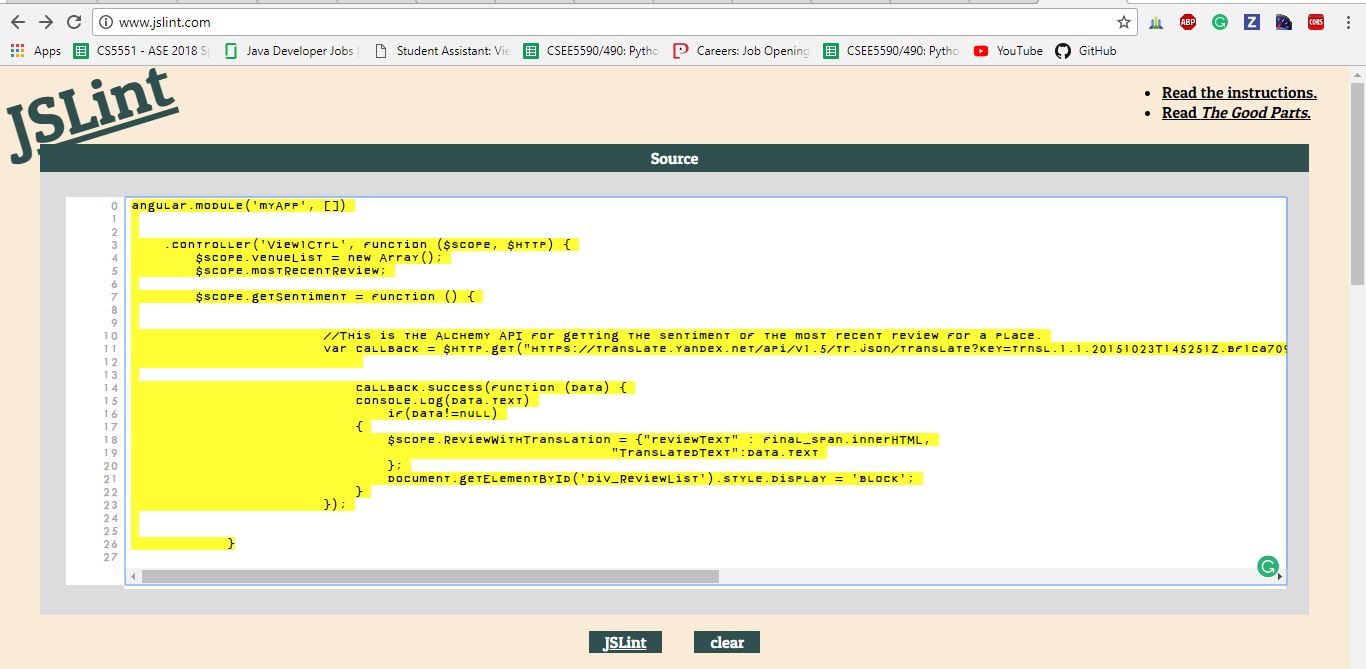 www.jslint.com
Apps CS5551 - ASE 2018 Java Developer Jobs Student Assistant: Vie CSEE5590/490: Pytho Careers: Job Opening CSEE5590/490: Pytho YouTube GitHub
JSLint
Read the instructions.
Read The Good Parts.
Source
0 angular.module('myApp', [])
1
2
3 .controller('View1Ctrl', function ($scope, $http) {
4 $scope.venueList = new Array();
5 $scope.mostRecentReview;
6
7 $scope.getSentiment = function () {
8
9
10 //This is the Alchemy API for getting the sentiment of the most recent review for a place.
11 var callback = $http.get("https://translate.yandex.net/api/v1.5/tr.json/translate?key=trnsl.1.1.20151023T145251Z.bf1ca709
12
13
14 callback.success(function (data) {
15 console.log(data.text)
16 if(data!=null)
17 {
18 $scope.ReviewWithTranslation = {"reviewText" : final_span.innerHTML,
19 "TranslatedText":data.text
20 };
21 document.getElementById('div_ReviewList').style.display = 'block';
22 }
23 });
24
25
26 }
27
JSLint clear